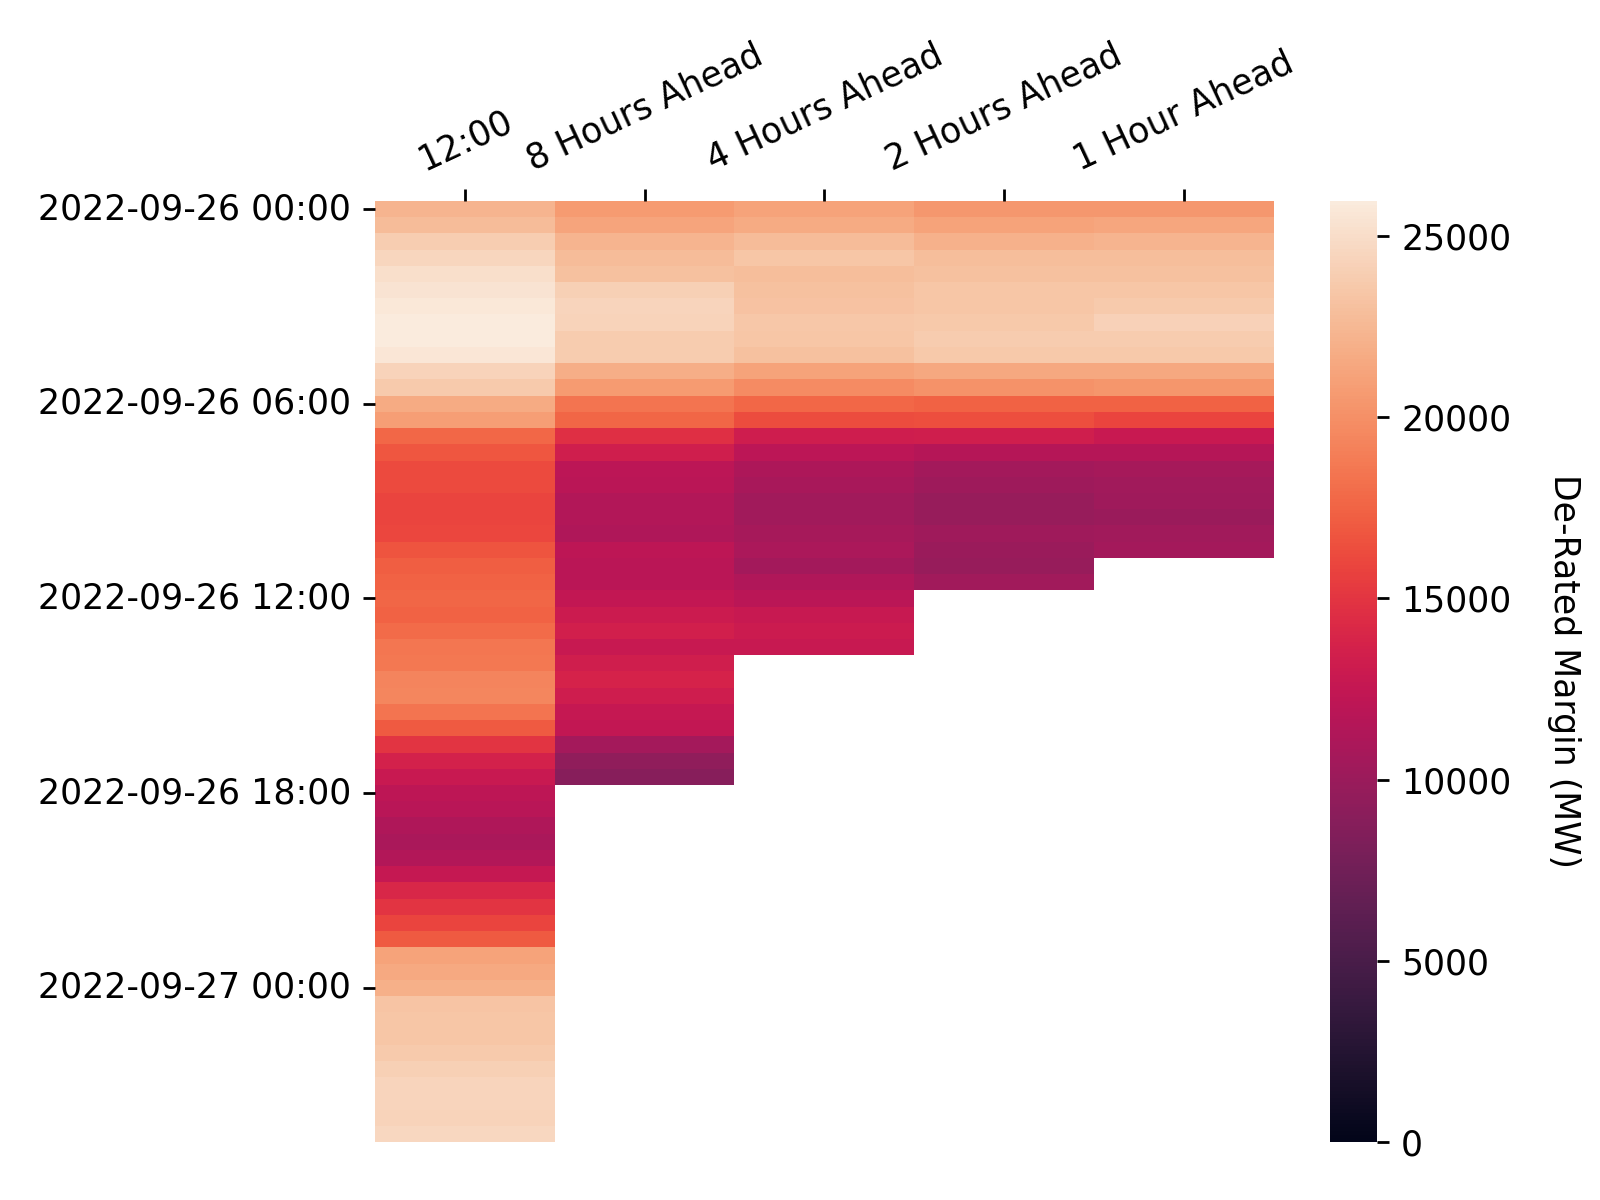 12:00
8 Hours Ahead
4 Hours Ahead
2 Hours Ahead
1 Hour Ahead
2022-09-26 00:00
2022-09-26 06:00
2022-09-26 12:00
2022-09-26 18:00
2022-09-27 00:00
25000
20000
15000
10000
5000
0
De-Rated Margin (MW)